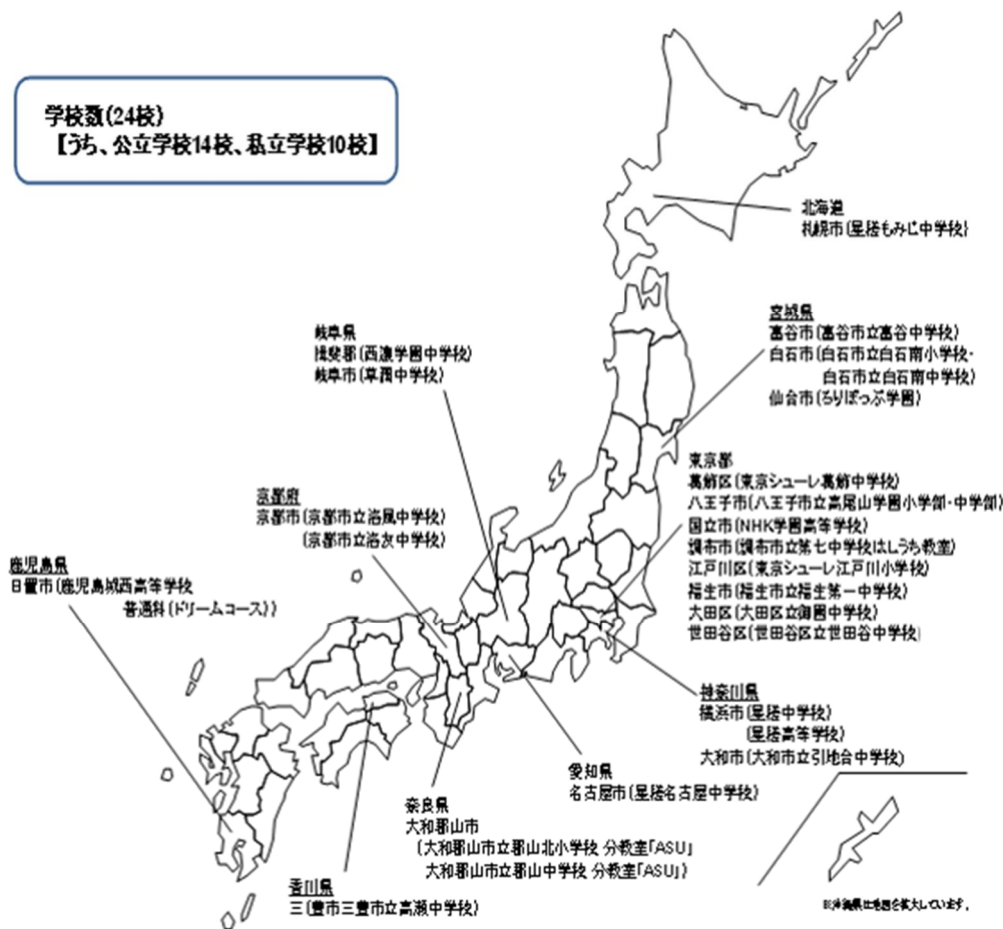 学校数(24校)
【うち、公立学校14校、私立学校10校】
北海道
札幌市(星槎もみじ中学校)
宮城県
富谷市(富谷市立富谷中学校)
白石市(白石市立白石南小学校・
白石市立白石南中学校)
仙台市(ろりぽっぷ学園)
岐阜県
揖斐郡(西濃学園中学校)
岐阜市(草潤中学校)
東京都
葛飾区(東京シューレ葛飾中学校)
八王子市(八王子市立高尾山学園小学部・中学部)
国立市(NHK学園高等学校)
調布市(調布市立第七中学校はしうち教室)
江戸川区(東京シューレ江戸川小学校)
福生市(福生市立福生第一中学校)
大田区(大田区立御園中学校)
世田谷区(世田谷区立世田谷中学校)
京都府
京都市(京都市立洛風中学校)
(京都市立洛友中学校)
鹿児島県
日置市(鹿児島城西高等学校
普通科(ドリームコース))
神奈川県
横浜市(星槎中学校)
(星槎高等学校)
大和市(大和市立引地台中学校)
愛知県
名古屋市(星槎名古屋中学校)
奈良県
大和郡山市
(大和郡山市立郡山北小学校 分教室「ASU」
大和郡山市立郡山中学校 分教室「ASU」)
香川県
三(豊市三豊市立高瀬中学校)
※沖縄県は地図を拡大しています。